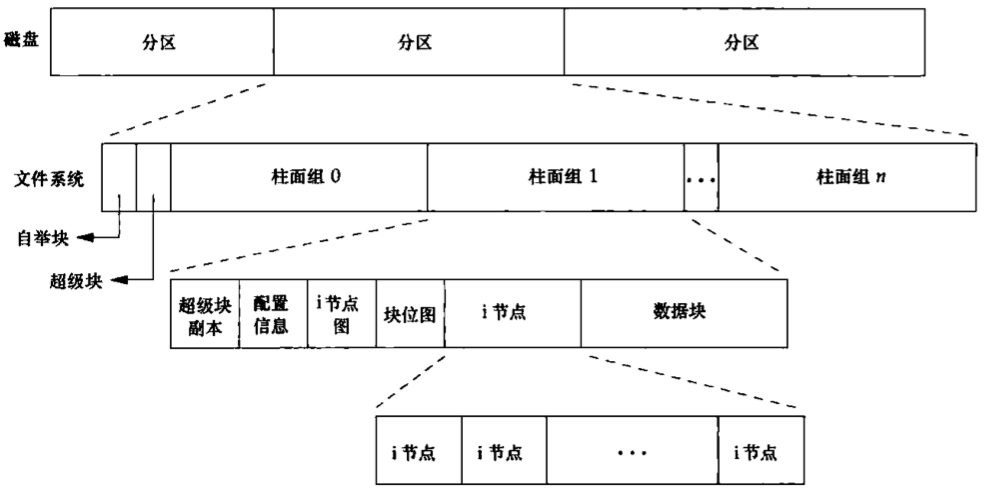 磁盘
分区
分区
分区
文件系统
柱面组 0
柱面组 1
···
柱面组 n
自举块
超级块
超级块
副本
配置
信息
i 节点
图
块位图
i 节点
数据块
i 节点
i 节点
···
i 节点